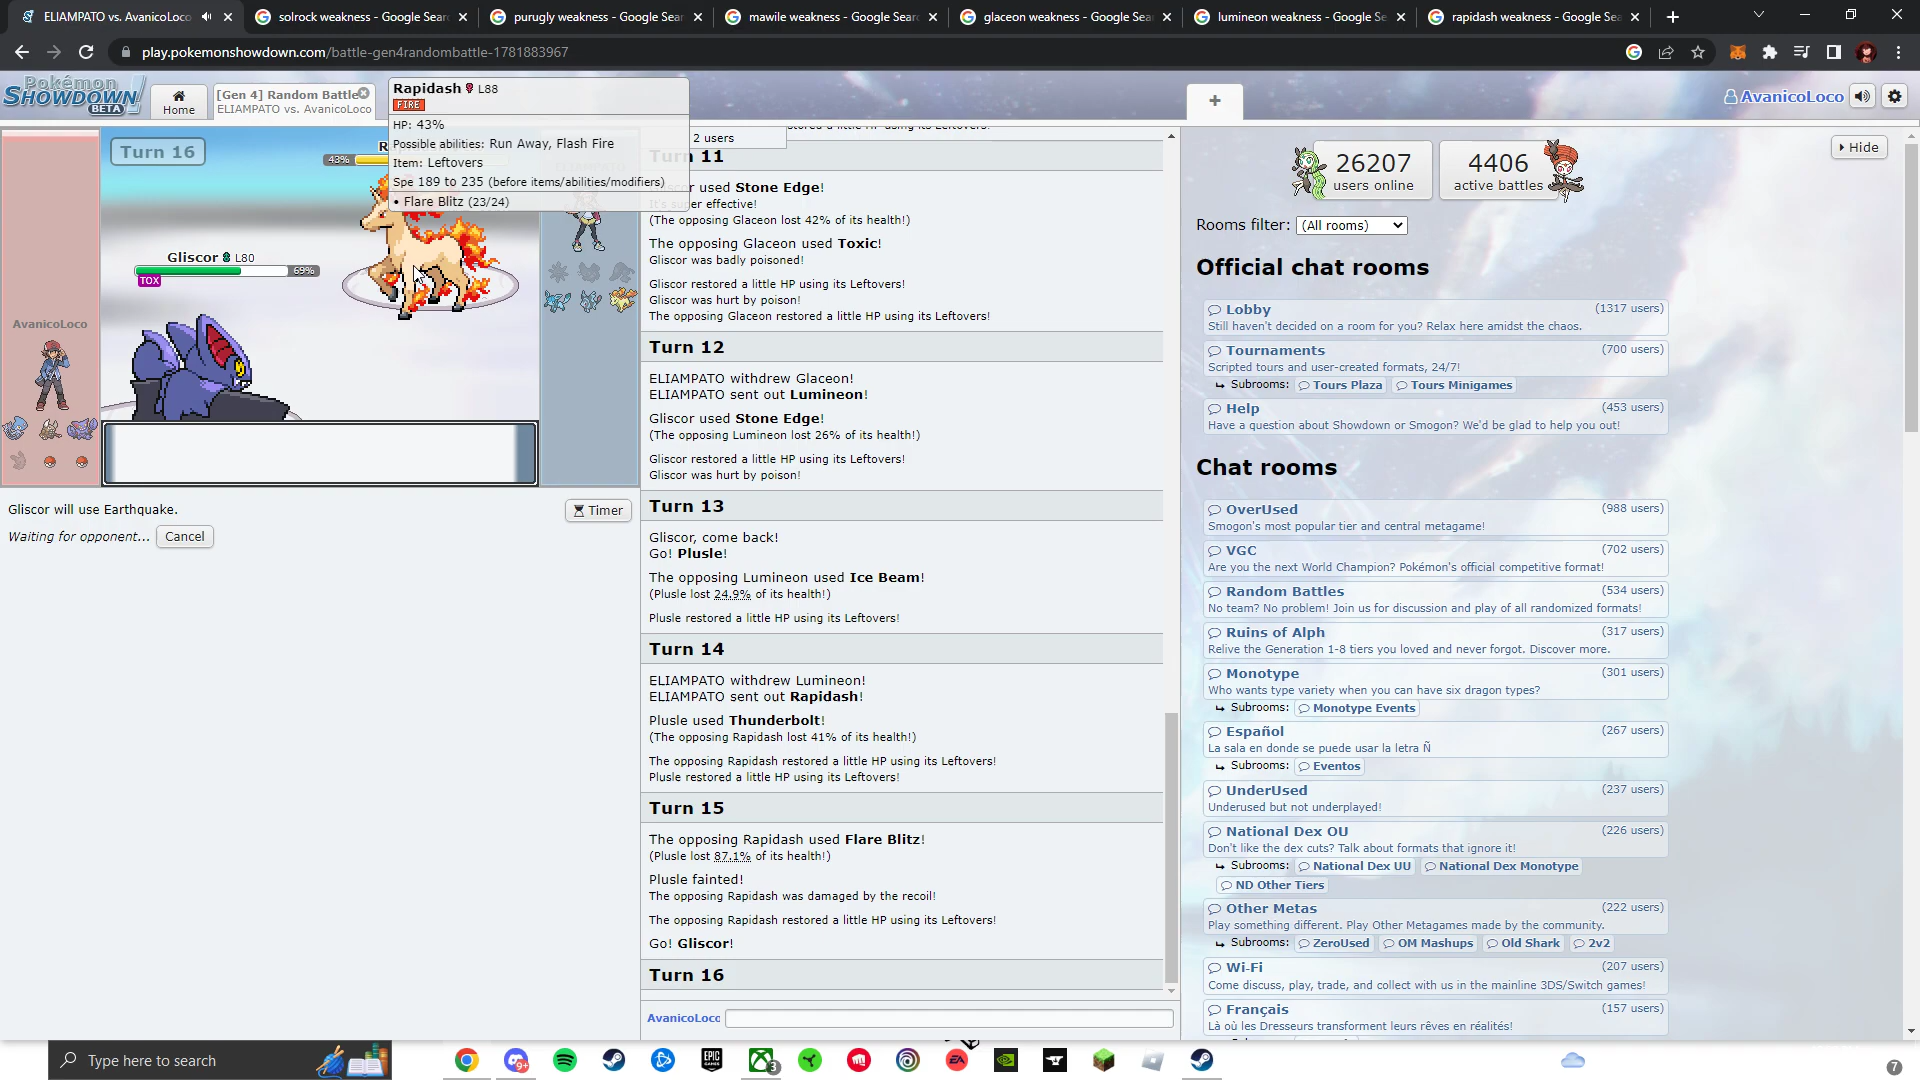 ELIAMPATO vs. AvanicoLoco
solrock weakness - Google Sear
purugly weakness - Google Sear
mawile weakness - Google Search
glaceon weakness - Google Sear
lumineon weakness - Google Se
rapidash weakness - Google Sea
play.pokemonshowdown.com/battle-gen4randombattle-1781883967
Pokémon
SHOWDOWN
BETA
Home
[Gen 4] Random Battle
ELIAMPATO vs. AvanicoLoco
AvanicoLoco
Rapidash L88
FIRE
HP: 43%
Possible abilities: Run Away, Flash Fire
Item: Leftovers
Spe 189 to 235 (before items/abilities/modifiers)
• Flare Blitz (23/24)
Turn 16
43%
Gliscor L80
69%
TOX
AvanicoLoco
Gliscor will use Earthquake.
Timer
Waiting for opponent...
Cancel
2 users
Turn 11
used Stone Edge!
It's super effective!
(The opposing Glaceon lost 42% of its health!)
The opposing Glaceon used Toxic!
Gliscor was badly poisoned!
Gliscor restored a little HP using its Leftovers!
Gliscor was hurt by poison!
The opposing Glaceon restored a little HP using its Leftovers!
Turn 12
ELIAMPATO withdrew Glaceon!
ELIAMPATO sent out Lumineon!
Gliscor used Stone Edge!
(The opposing Lumineon lost 26% of its health!)
Gliscor restored a little HP using its Leftovers!
Gliscor was hurt by poison!
Turn 13
Gliscor, come back!
Go! Plusle!
The opposing Lumineon used Ice Beam!
(Plusle lost 24.9% of its health!)
Plusle restored a little HP using its Leftovers!
Turn 14
ELIAMPATO withdrew Lumineon!
ELIAMPATO sent out Rapidash!
Plusle used Thunderbolt!
(The opposing Rapidash lost 41% of its health!)
The opposing Rapidash restored a little HP using its Leftovers!
Plusle restored a little HP using its Leftovers!
Turn 15
The opposing Rapidash used Flare Blitz!
(Plusle lost 87.1% of its health!)
Plusle fainted!
The opposing Rapidash was damaged by the recoil!
The opposing Rapidash restored a little HP using its Leftovers!
Go! Gliscor!
Turn 16
AvanicoLoco
26207
users online
4406
active battles
Hide
Rooms filter: (All rooms)
Official chat rooms
Lobby (1317 users)
Still haven't decided on a room for you? Relax here amidst the chaos.
Tournaments (700 users)
Scripted tours and user-created formats, 24/7!
Subrooms: Tours Plaza Tours Minigames
Help (453 users)
Have a question about Showdown or Smogon? We'd be glad to help you out!
Chat rooms
OverUsed (988 users)
Smogon's most popular tier and central metagame!
VGC (702 users)
Are you the next World Champion? Pokémon's official competitive format!
Random Battles (534 users)
No team? No problem! Join us for discussion and play of all randomized formats!
Ruins of Alph (317 users)
Relive the Generation 1-8 tiers you loved and never forgot. Discover more.
Monotype (301 users)
Who wants type variety when you can have six dragon types?
Subrooms: Monotype Events
Español (267 users)
La sala en donde se puede usar la letra Ñ
Subrooms: Eventos
UnderUsed (237 users)
Underused but not underplayed!
National Dex OU (226 users)
Don't like the dex cuts? Talk about formats that ignore it!
Subrooms: National Dex UU National Dex Monotype
ND Other Tiers
Other Metas (222 users)
Play something different. Play Other Metagames made by the community.
Subrooms: ZeroUsed OM Mashups Old Shark 2v2
Wi-Fi (207 users)
Come discuss, play, trade, and collect with us in the mainline 3DS/Switch games!
Français (157 users)
Là où les Dresseurs transforment leurs rêves en réalités!
Type here to search
9+
EPIC
GAMES
3
EA
7